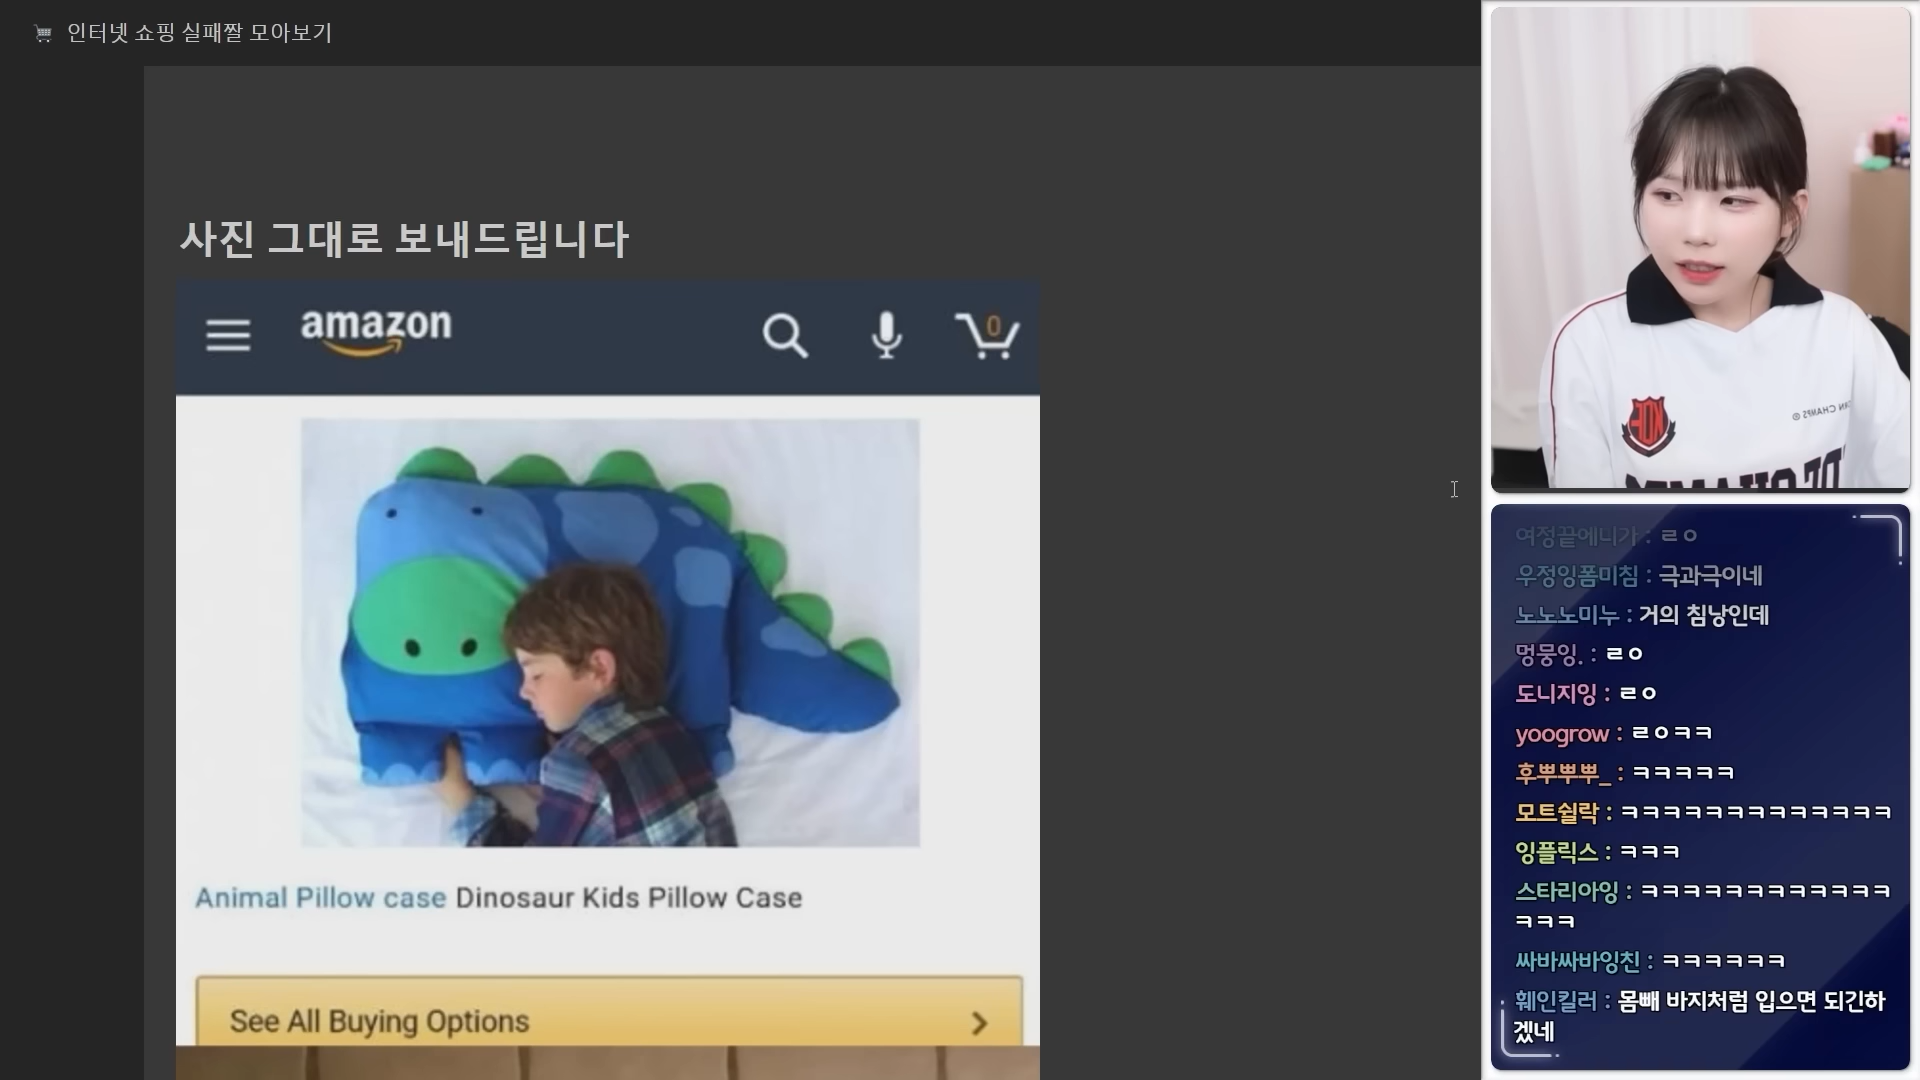 인터넷 쇼핑 실패짤 모아보기
사진 그대로 보내드립니다
amazon
0
Animal Pillow case Dinosaur Kids Pillow Case
See All Buying Options
여정끝에니가 : ㄹㅇ
우정잉폼미침 : 극과극이네
노노노미누 : 거의 침낭인데
멍뭉잉. : ㄹㅇ
도니지잉 : ㄹㅇ
yoogrow : ㄹㅇㅋㅋ
후뿌뿌뿌_ : ㅋㅋㅋㅋㅋ
모트쉴락 : ㅋㅋㅋㅋㅋㅋㅋㅋㅋㅋㅋㅋㅋ
잉플릭스 : ㅋㅋㅋ
스타리아잉 : ㅋㅋㅋㅋㅋㅋㅋㅋㅋㅋㅋㅋ
ㅋㅋㅋ
싸바싸바잉친 : ㅋㅋㅋㅋㅋㅋ
훼인킬러 : 몸빼 바지처럼 입으면 되긴하
겠네